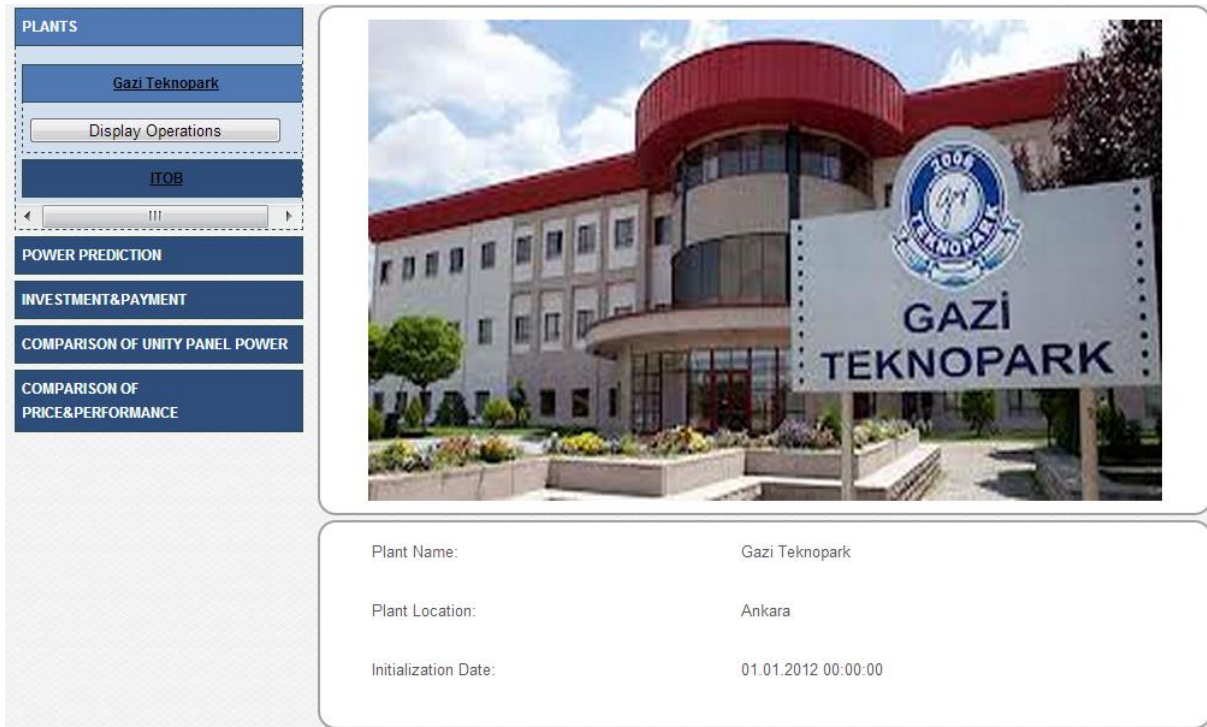 PLANTS
Gazi Teknopark
Display Operations
ITOB
POWER PREDICTION
INVESTMENT&PAYMENT
COMPARISON OF UNITY PANEL POWER
COMPARISON OF
PRICE&PERFORMANCE
2006
TEKNOPARK
GAZİ
TEKNOPARK
Plant Name: Gazi Teknopark
Plant Location: Ankara
Initialization Date: 01.01.2012 00:00:00